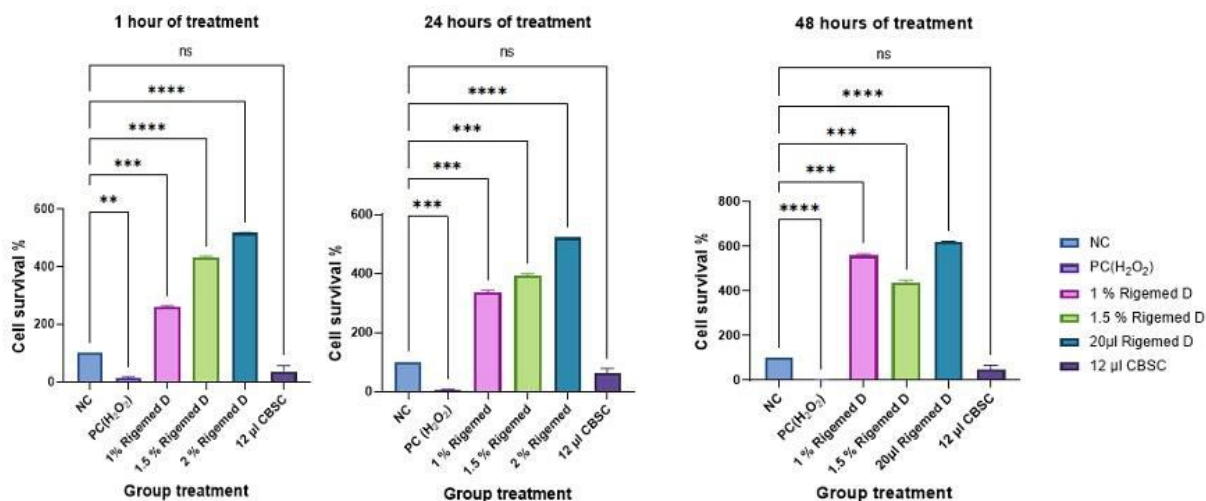 1 hour of treatment
ns
****
****
***
**
600
400
200
0
Cell survival %
NC
PC(H₂O₂)
1% Rigemed D
1.5 % Rigemed D
2 % Rigemed D
12 µl CBSC
Group treatment
24 hours of treatment
ns
****
***
***
***
600
400
200
0
Cell survival %
NC
PC (H₂O₂)
1 % Rigemed
1.5 % Rigemed
2 % Rigemed
12 µl CBSC
Group treatment
48 hours of treatment
ns
****
***
***
****
800
600
400
200
0
Cell survival %
NC
PC(H₂O₂)
1 % Rigemed D
1.5 % Rigemed D
20µl Rigemed D
12 µl CBSC
Group treatment
NC
PC(H₂O₂)
1 % Rigemed D
1.5 % Rigemed D
20µl Rigemed D
12 µl CBSC